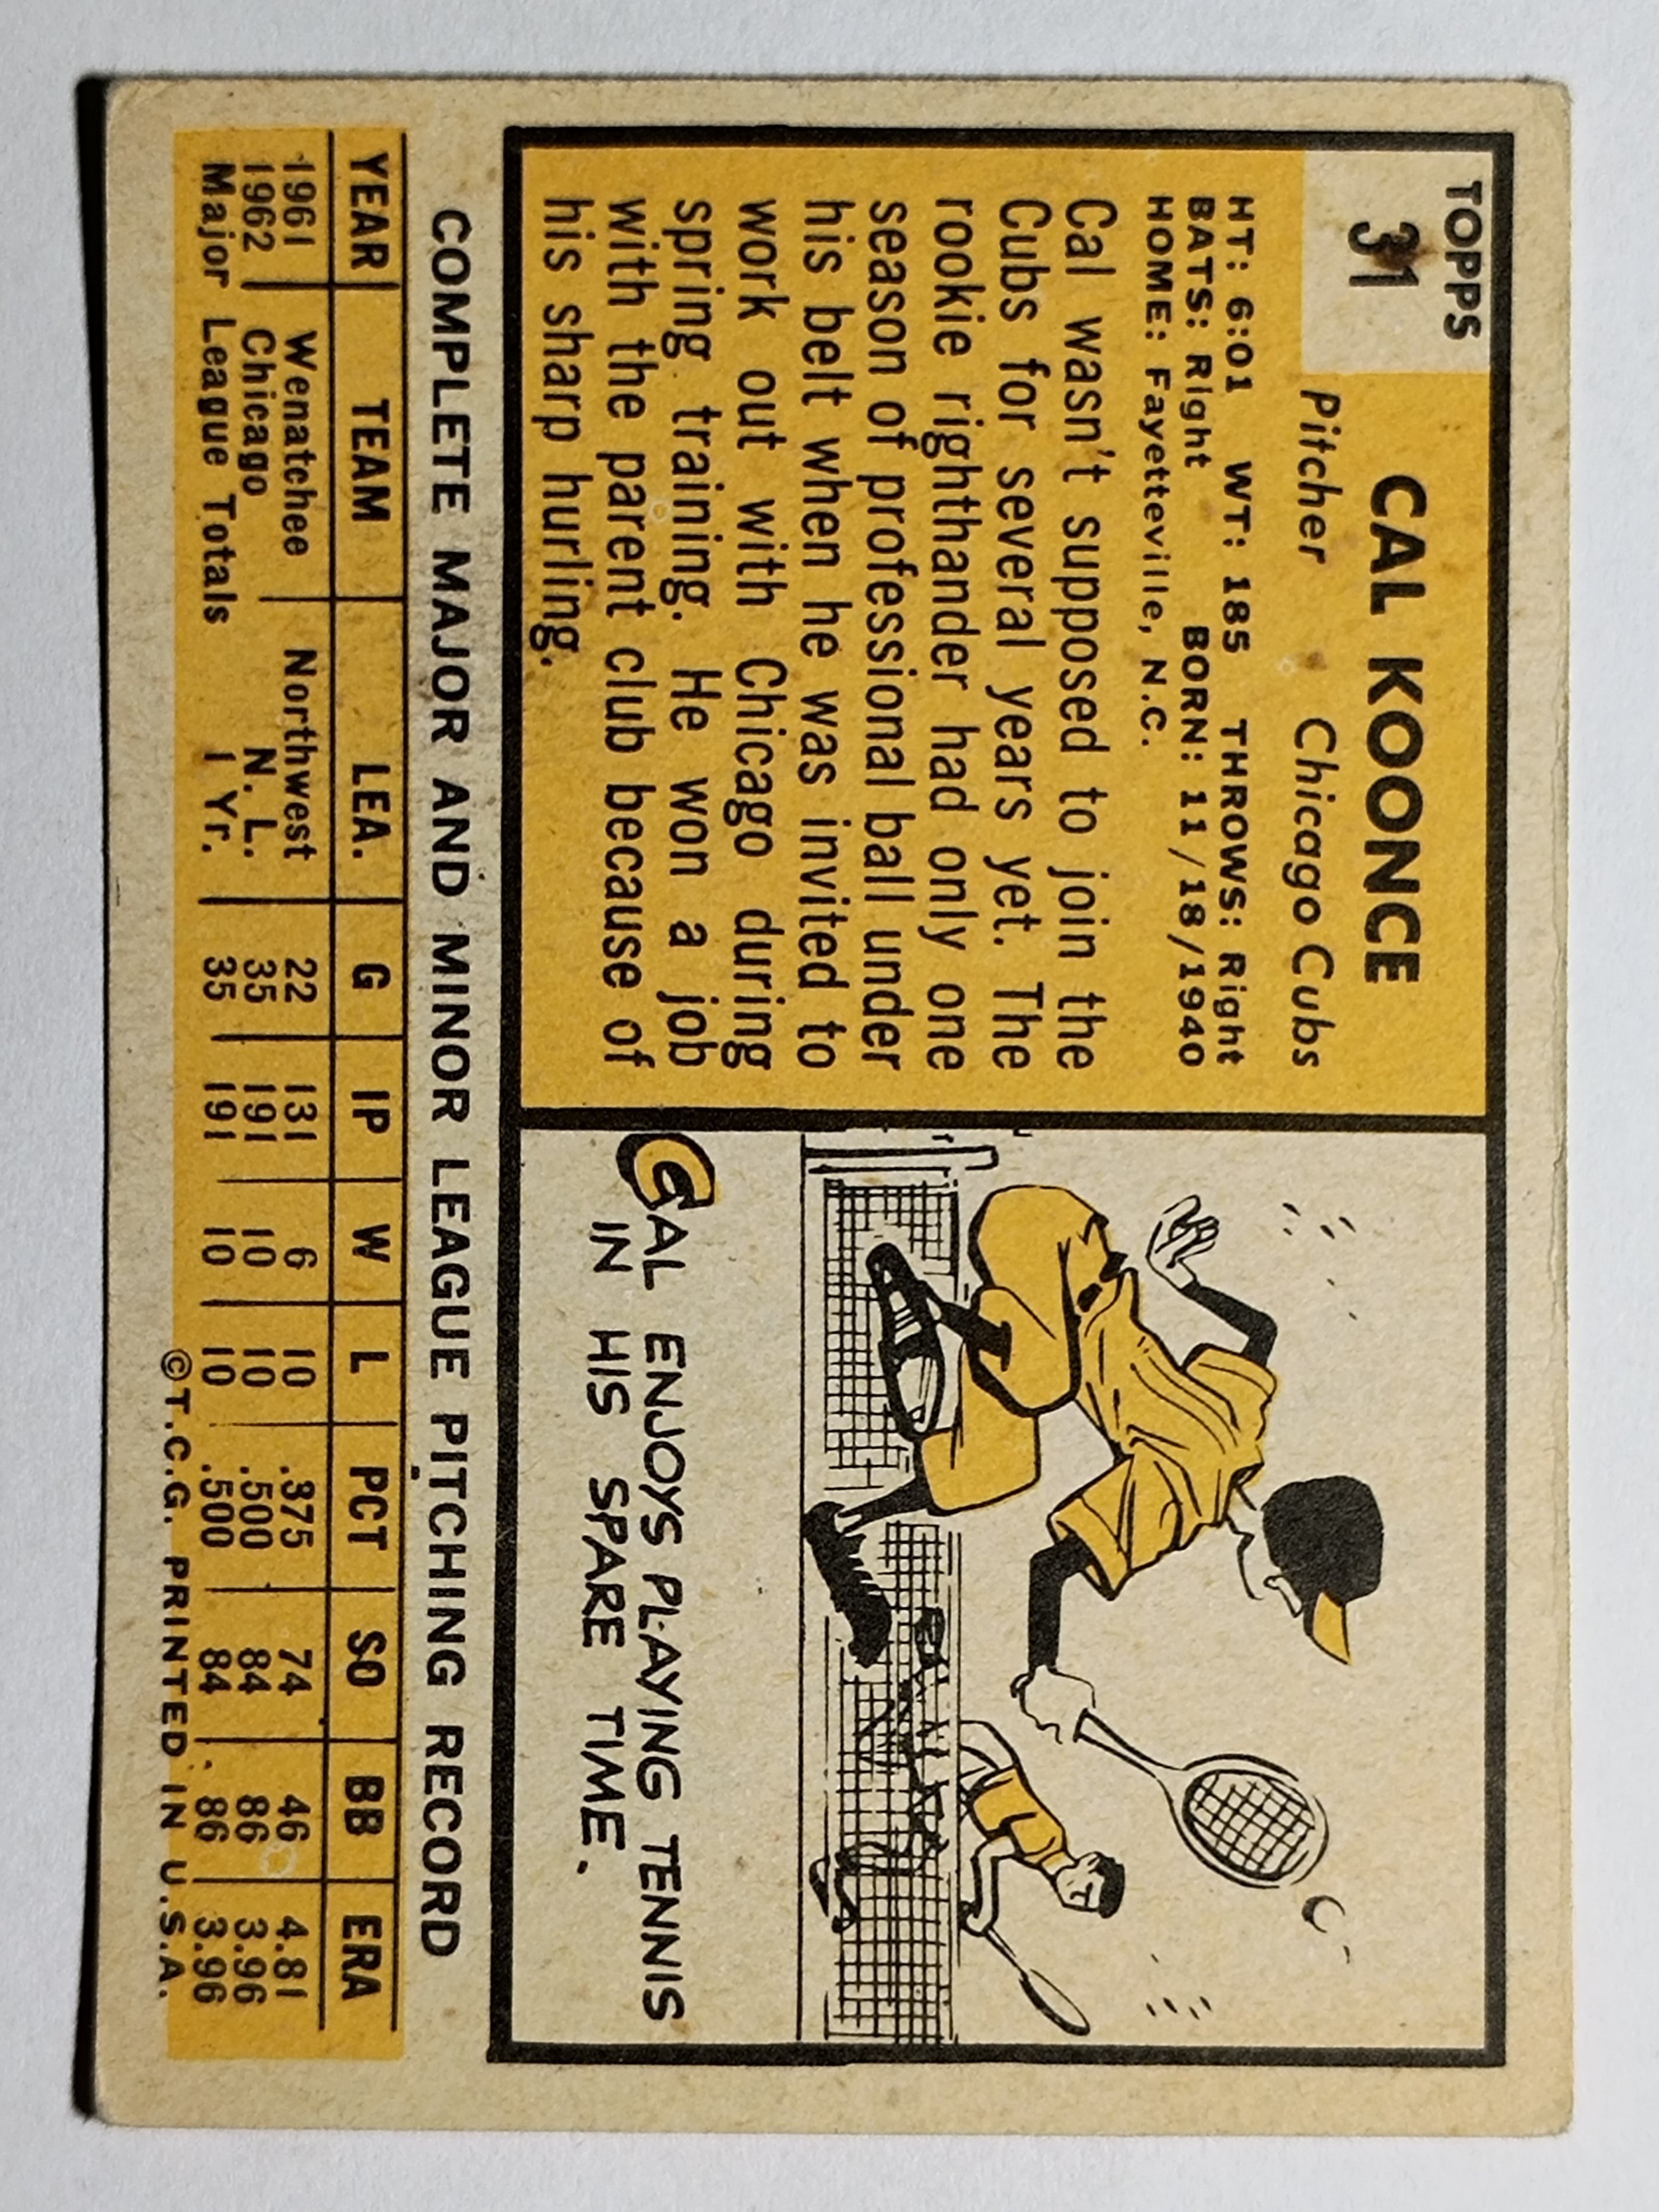 TOPPS
31
CAL KOONCE
Pitcher Chicago Cubs
HT: 6:01 WT: 185 THROWS: Right
BATS: Right BORN: 11/18/1940
HOME: Fayetteville, N.C.
Cal wasn't supposed to join the
Cubs for several years yet. The
rookie righthander had only one
season of professional ball under
his belt when he was invited to
work out with Chicago during
spring training. He won a job
with the parent club because of
his sharp hurling.
CAL ENJOYS PLAYING TENNIS
IN HIS SPARE TIME.
COMPLETE MAJOR AND MINOR LEAGUE PITCHING RECORD
YEAR TEAM LEA. G IP W L PCT SO BB ERA
1961 Wenatchee Northwest 22 131 6 10 .375 74 46 4.81
1962 Chicago N. L. 35 191 10 10 .500 84 86 3.96
Major League Totals 1 Yr. 35 191 10 10 .500 84 86 3.96
©T.C.G. PRINTED IN U.S.A.